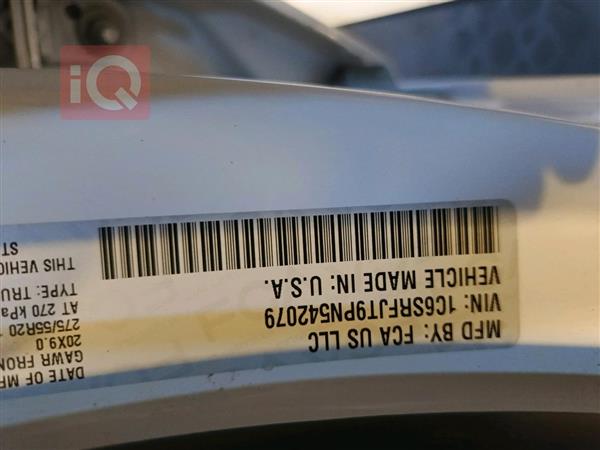 iQ
MFD BY: FCA US LLC
VIN: 1C6SRFJT9PN542079
VEHICLE MADE IN: U.S.A.
DATE OF
GAWR FRON
20X9.0
275/55R20
AT 270 kPa
TYPE: TRU
THIS VEHIC
ST